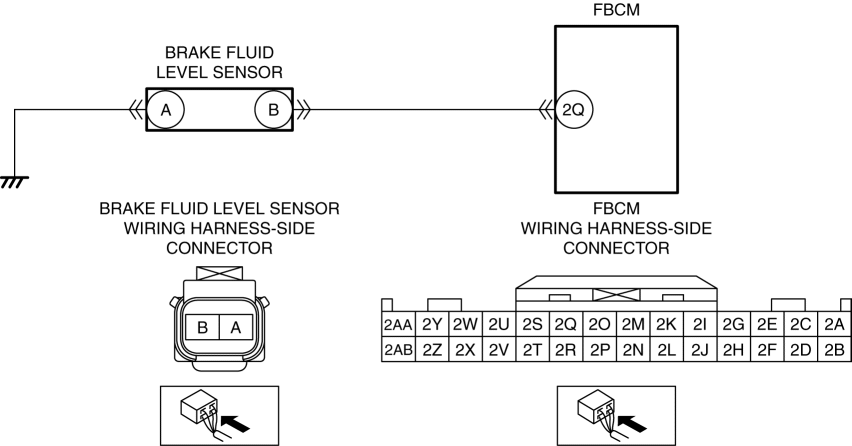 FBCM
BRAKE FLUID
LEVEL SENSOR
A
B
2Q
BRAKE FLUID LEVEL SENSOR
WIRING HARNESS-SIDE
CONNECTOR
FBCM
WIRING HARNESS-SIDE
CONNECTOR
B A
2AA 2Y 2W 2U 2S 2Q 2O 2M 2K 2I 2G 2E 2C 2A
2AB 2Z 2X 2V 2T 2R 2P 2N 2L 2J 2H 2F 2D 2B